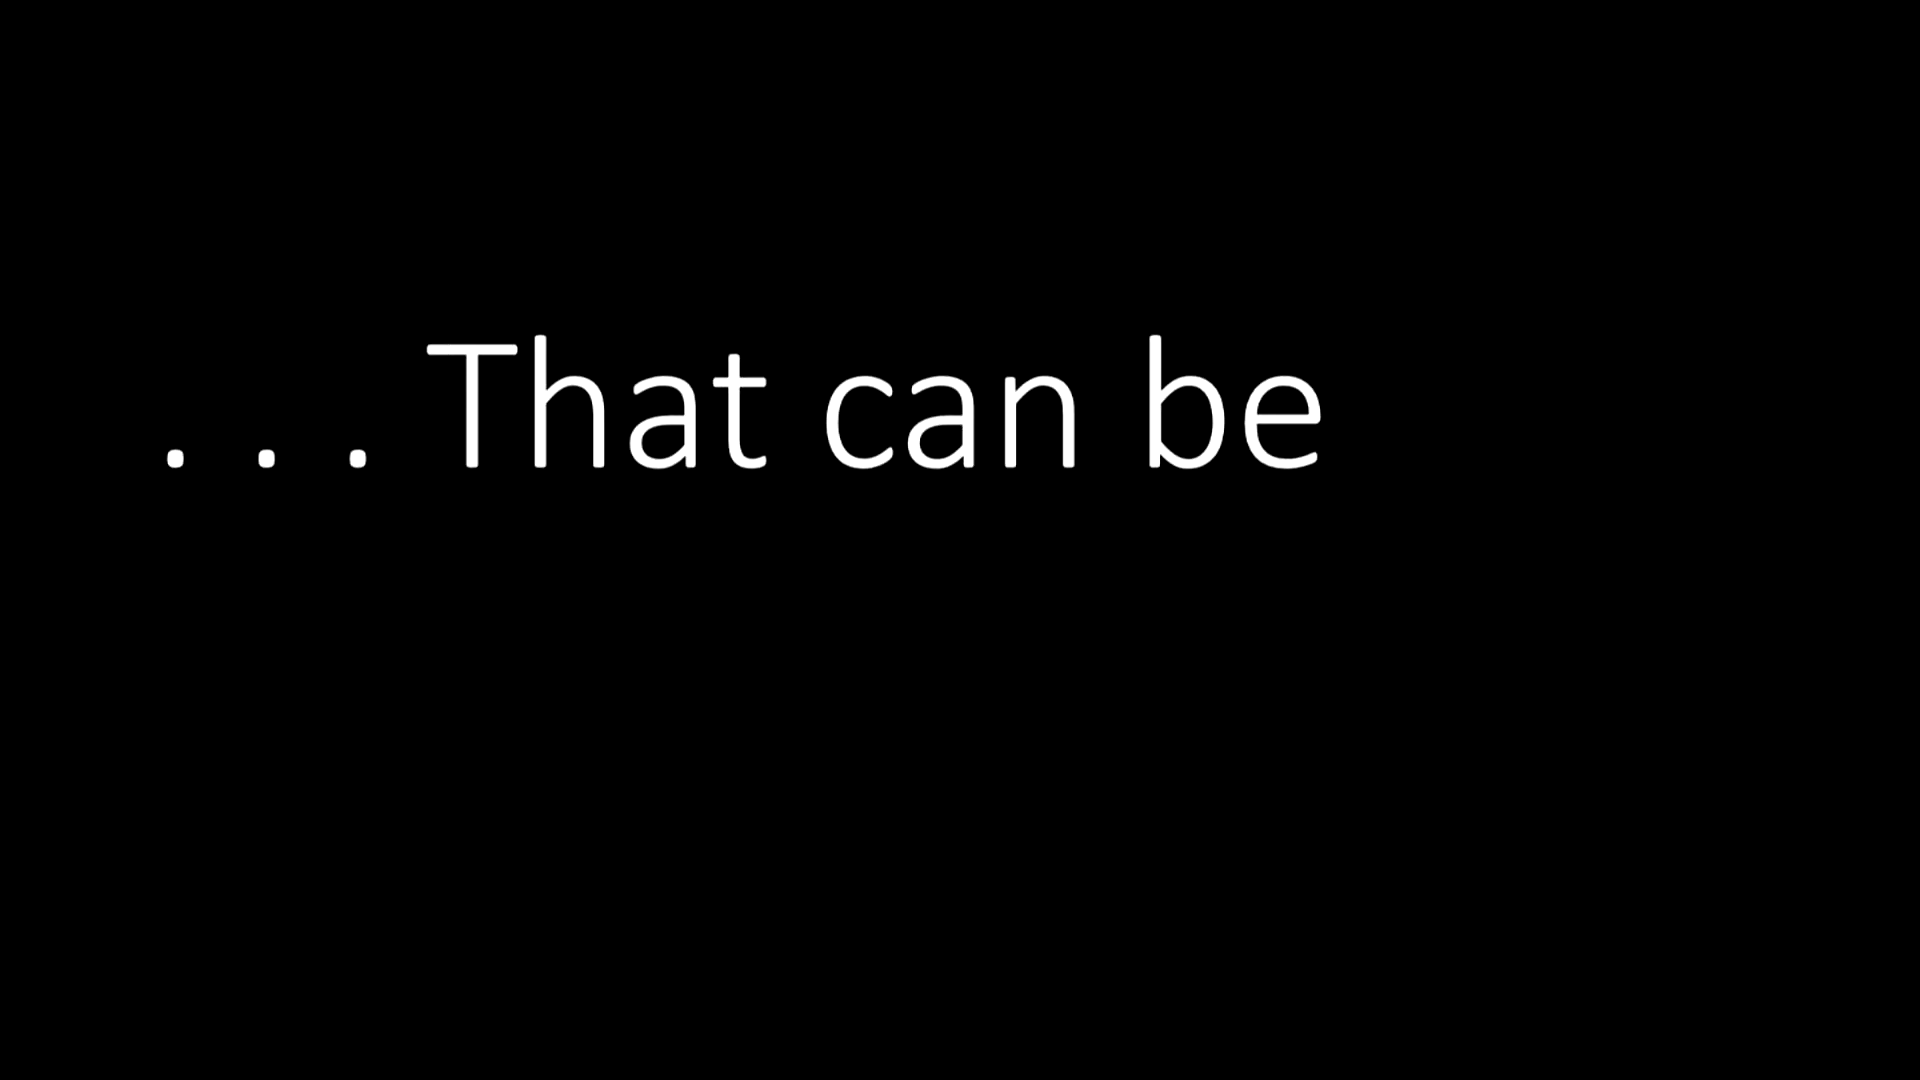 . . . That can be